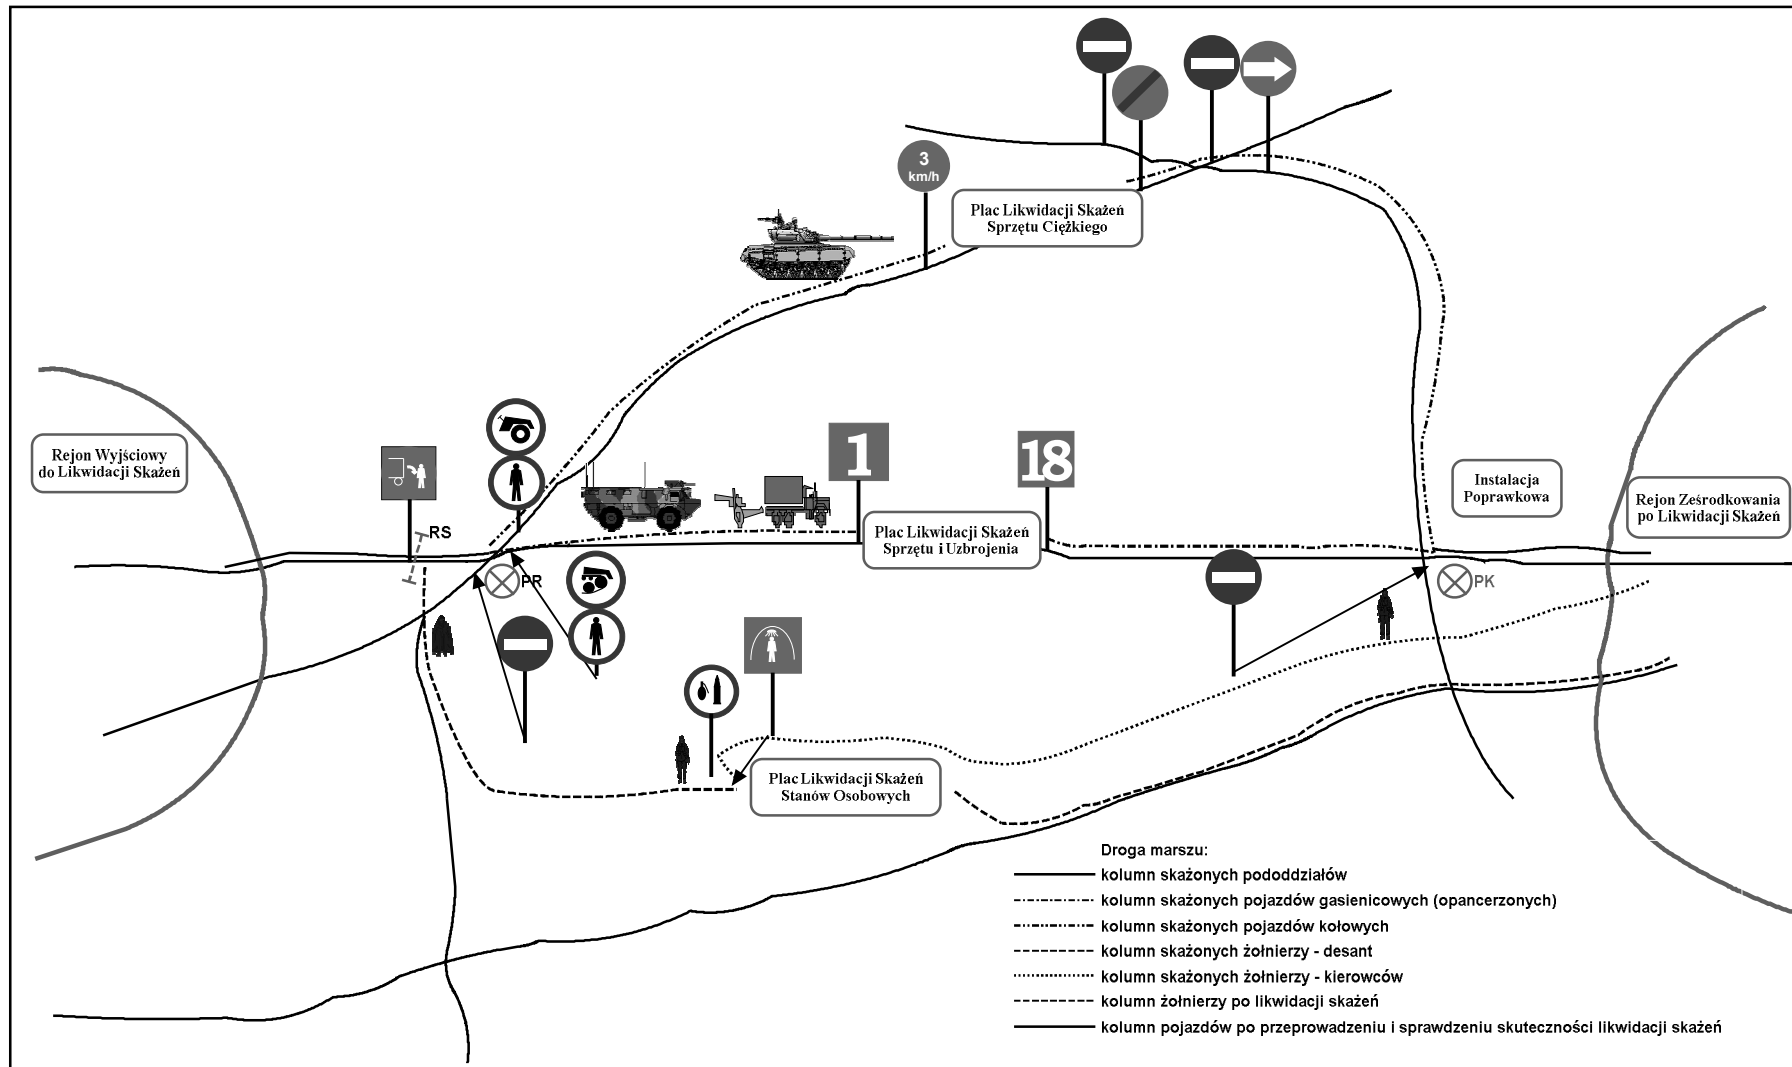 3
km/h
Plac Likwidacji Skażeń
Sprzętu Ciężkiego
Rejon Wyjściowy
do Likwidacji Skażeń
1
18
Instalacja
Poprawkowa
Rejon Ześrodkowania
po Likwidacji Skażeń
RS
Plac Likwidacji Skażeń
Sprzętu i Uzbrojenia
PR
PK
Plac Likwidacji Skażeń
Stanów Osobowych
Droga marszu:
kolumn skażonych pododdziałów
kolumn skażonych pojazdów gasienicowych (opancerzonych)
kolumn skażonych pojazdów kołowych
kolumn skażonych żołnierzy - desant
kolumn skażonych żołnierzy - kierowców
kolumn żołnierzy po likwidacji skażeń
kolumn pojazdów po przeprowadzeniu i sprawdzeniu skuteczności likwidacji skażeń